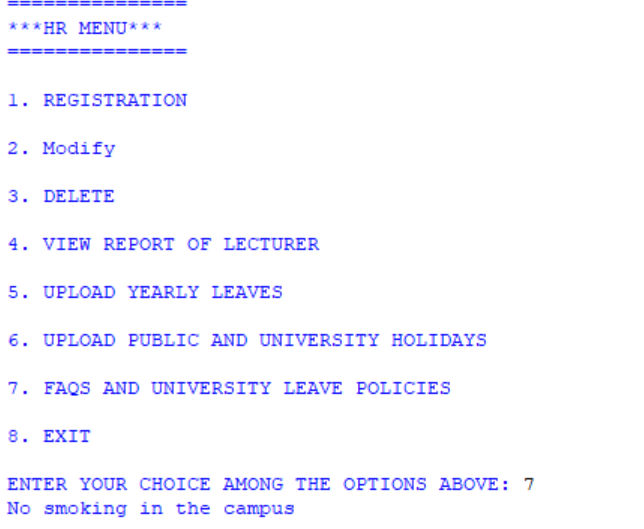 ===============
***HR MENU***
===============
1. REGISTRATION
2. Modify
3. DELETE
4. VIEW REPORT OF LECTURER
5. UPLOAD YEARLY LEAVES
6. UPLOAD PUBLIC AND UNIVERSITY HOLIDAYS
7. FAQS AND UNIVERSITY LEAVE POLICIES
8. EXIT
ENTER YOUR CHOICE AMONG THE OPTIONS ABOVE: 7
No smoking in the campus